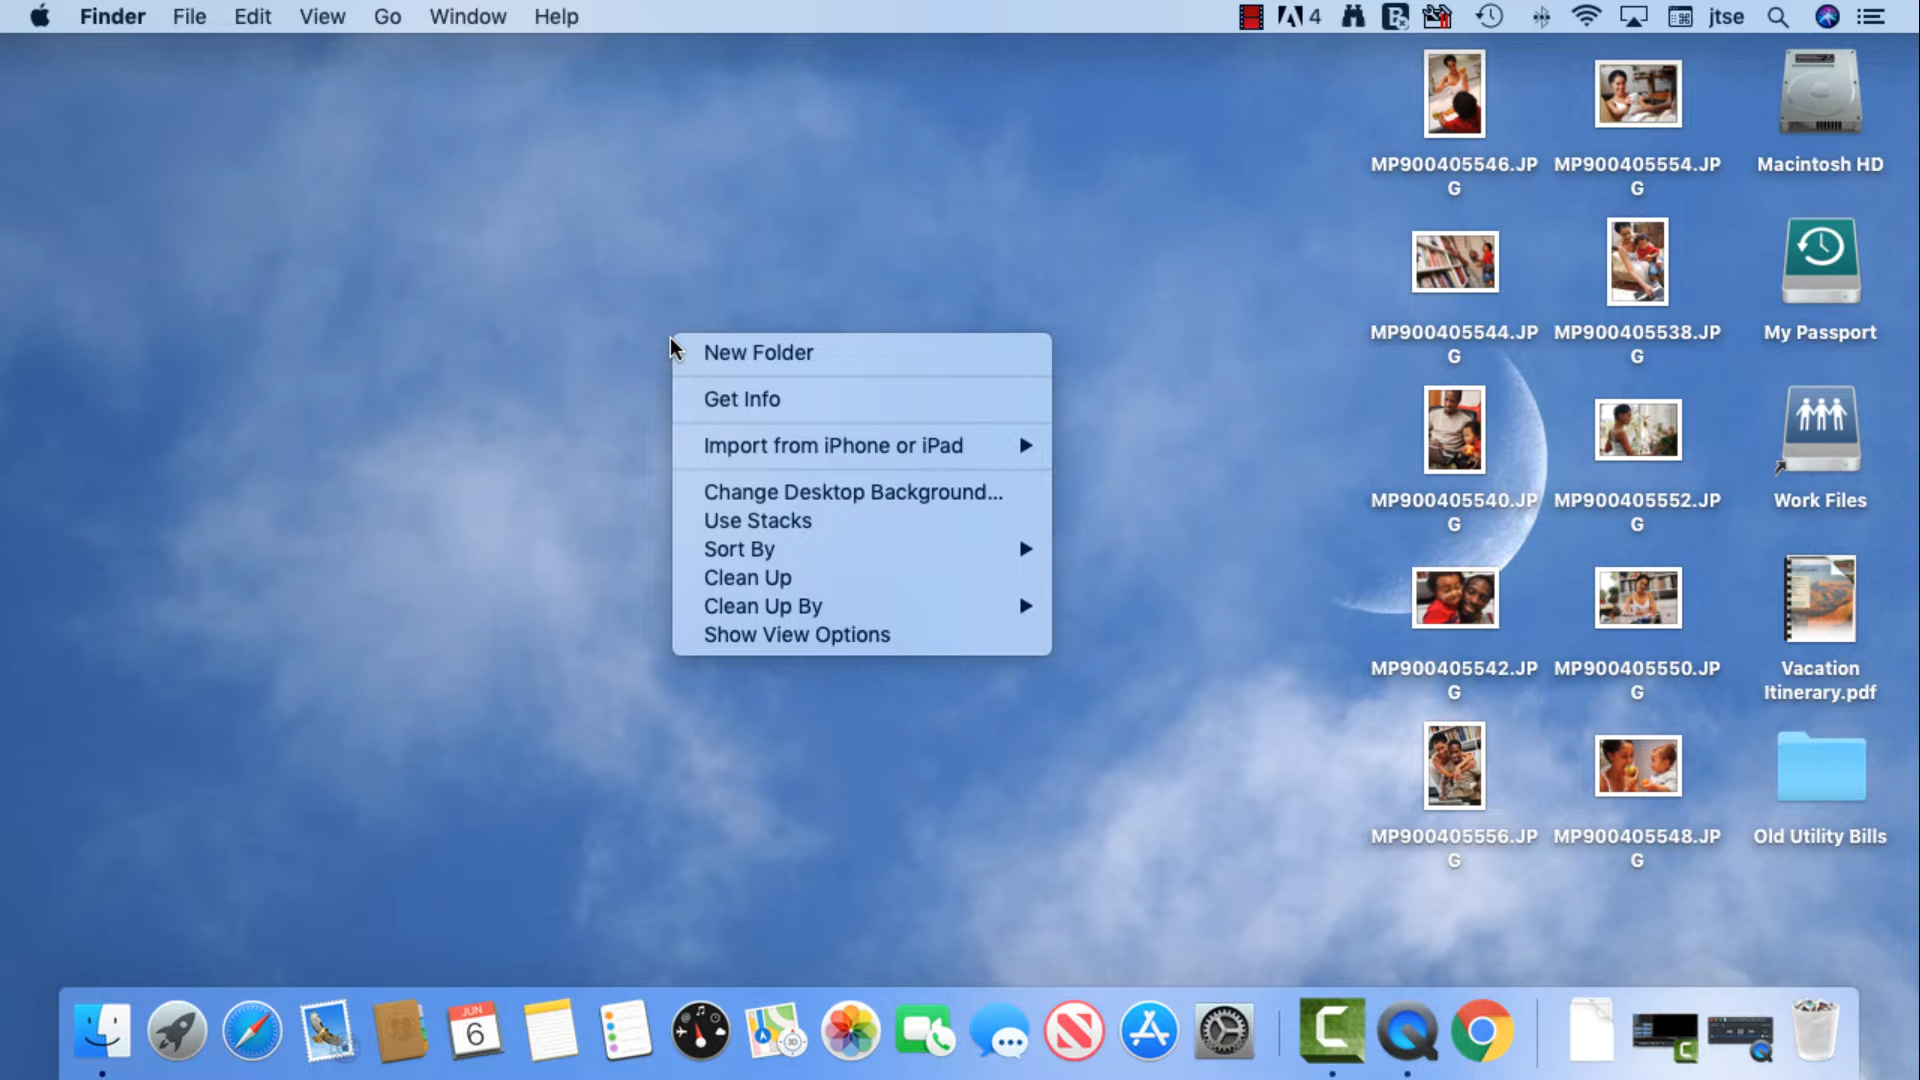 Finder File Edit View Go Window Help 4 jtse
New Folder
Get Info
Import from iPhone or iPad
Change Desktop Background...
Use Stacks
Sort By
Clean Up
Clean Up By
Show View Options
MP900405546.JP
G
MP900405554.JP
G
Macintosh HD
MP900405544.JP
G
MP900405538.JP
G
My Passport
MP900405540.JP
G
MP900405552.JP
G
Work Files
MP900405542.JP
G
MP900405550.JP
G
Vacation
Itinerary.pdf
MP900405556.JP
G
MP900405548.JP
G
Old Utility Bills
JUN
6
3D